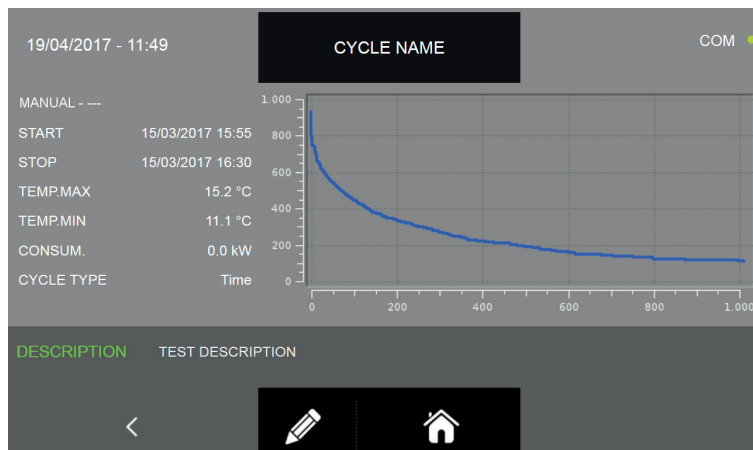 19/04/2017 - 11:49
CYCLE NAME
COM
MANUAL - ---
START 15/03/2017 15:55
STOP 15/03/2017 16:30
TEMP.MAX 15.2 °C
TEMP.MIN 11.1 °C
CONSUM. 0.0 kW
CYCLE TYPE Time
1.000
800
600
400
200
0
0 200 400 600 800 1.000
DESCRIPTION TEST DESCRIPTION